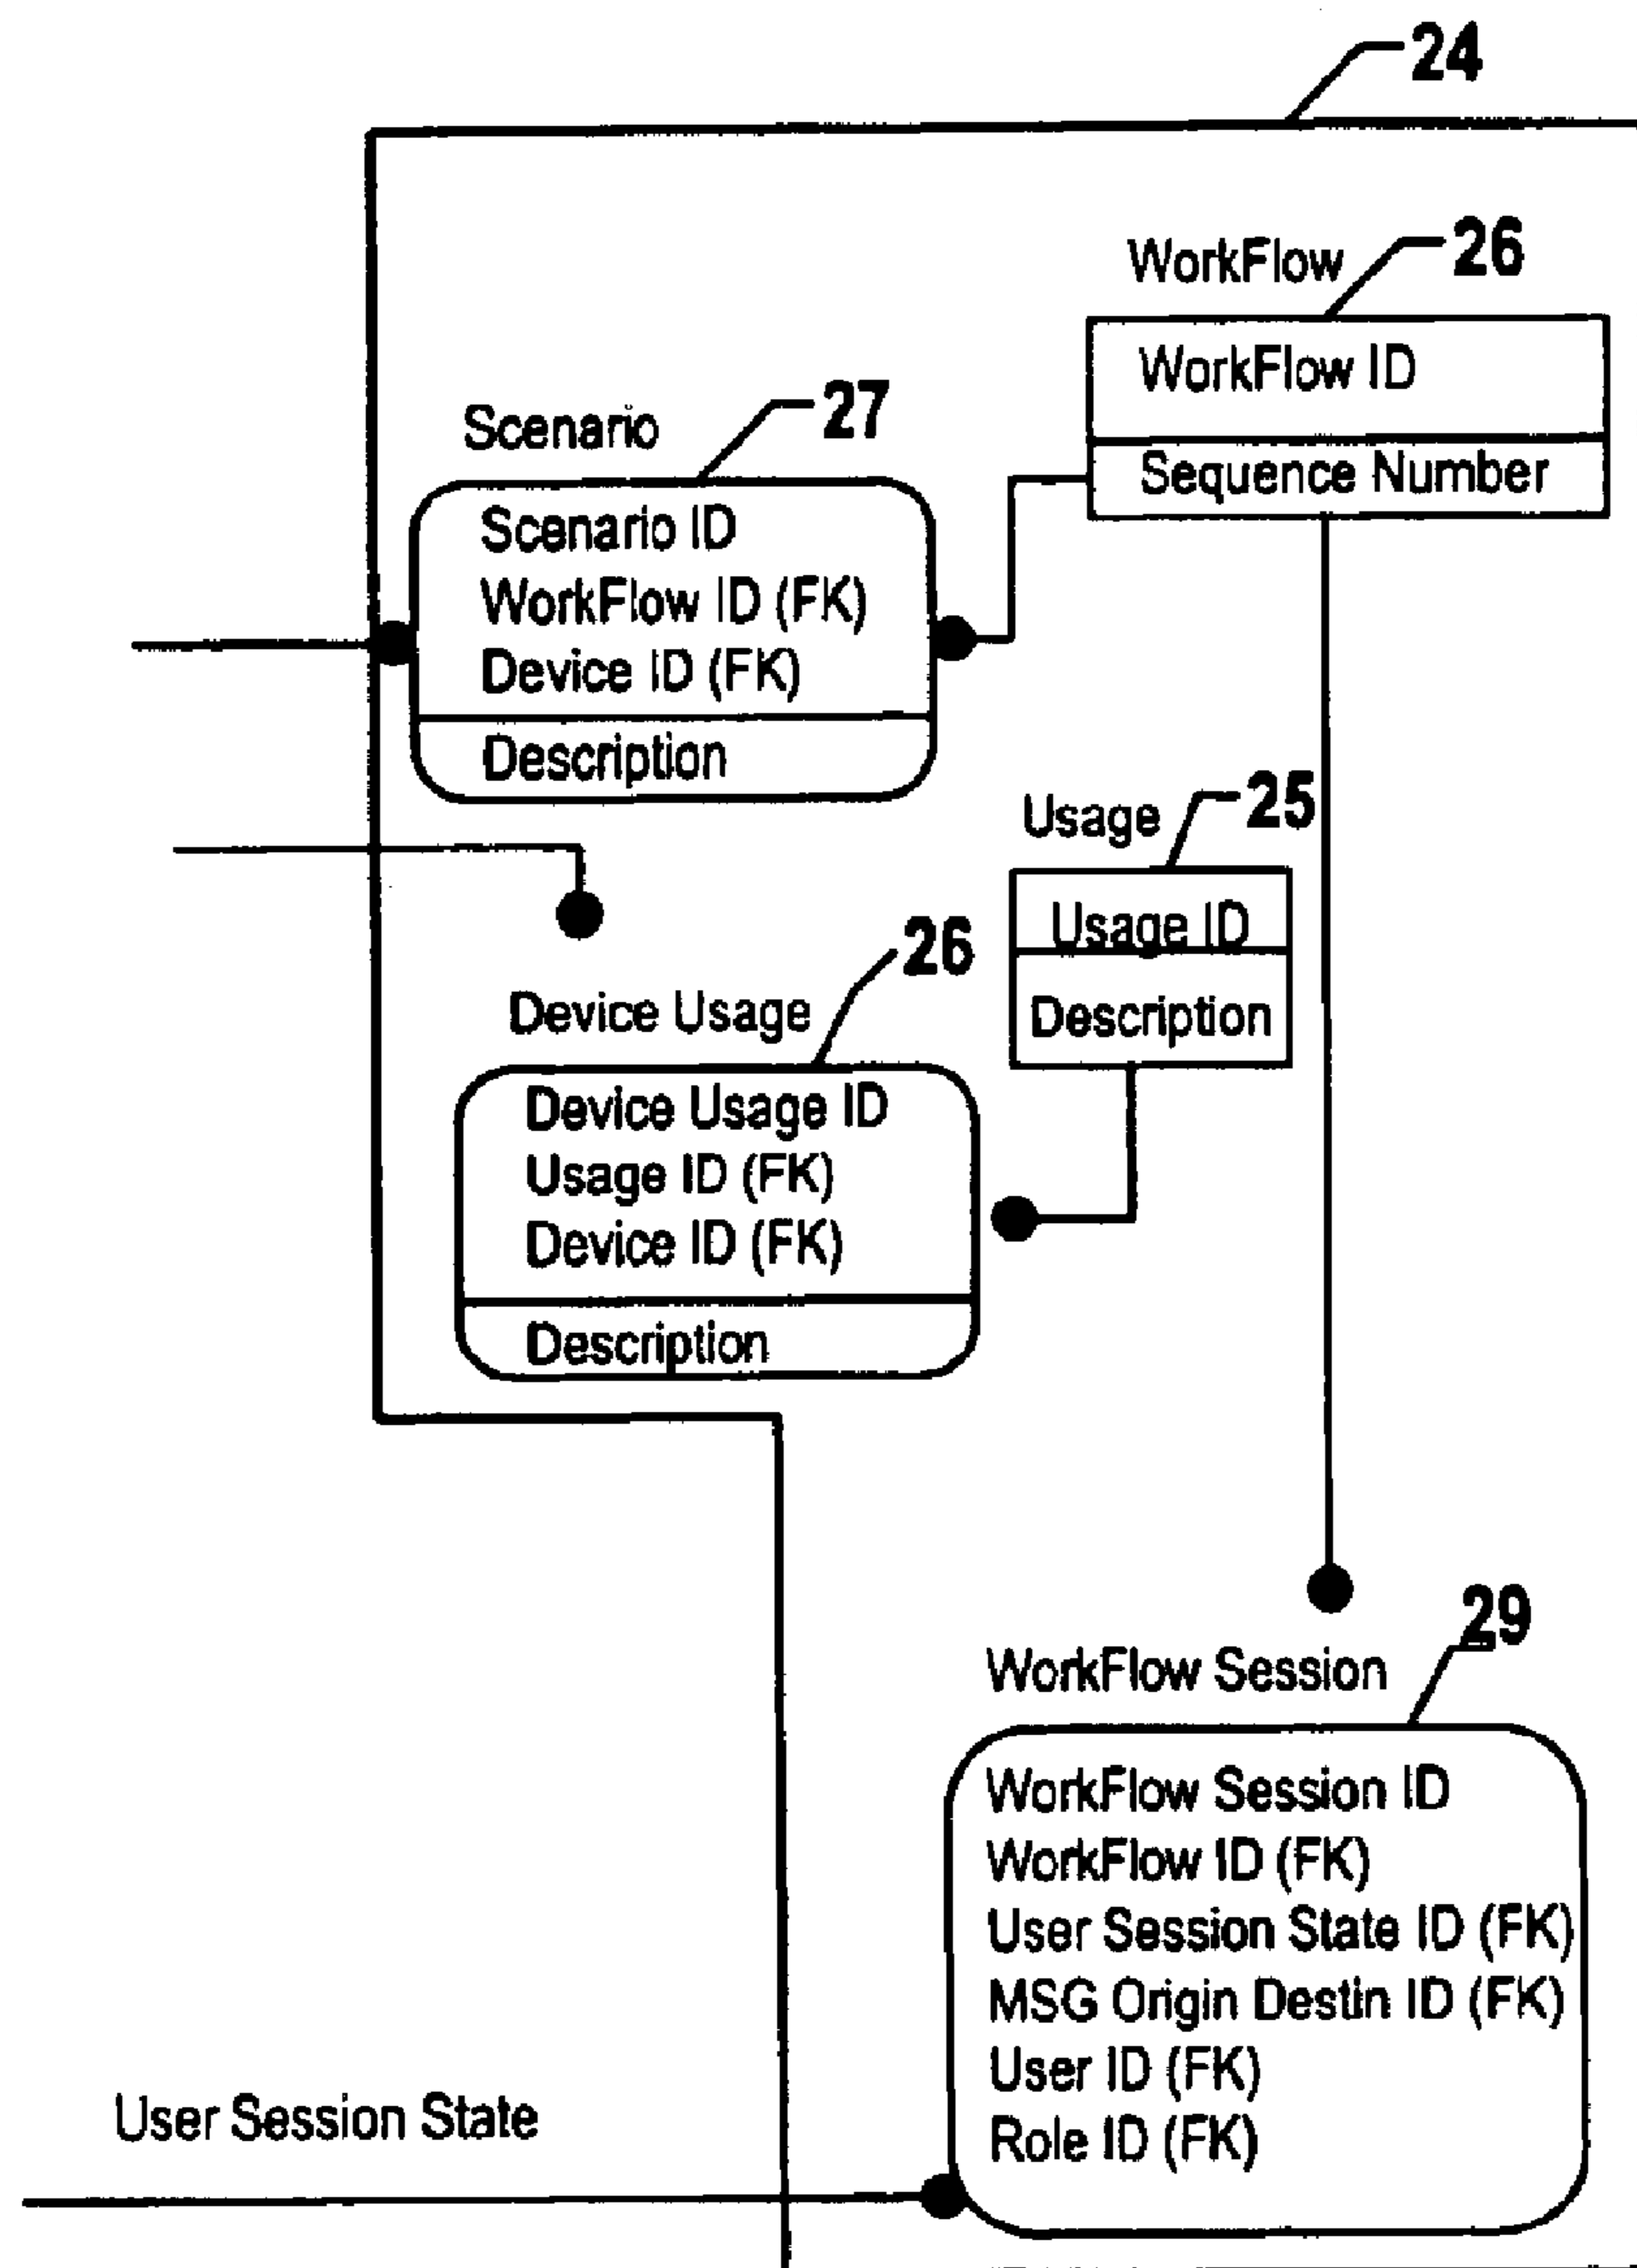 24
WorkFlow 26
WorkFlow ID
Sequence Number
Scenario 27
Scenario ID
WorkFlow ID (FK)
Device ID (FK)
Description
Usage 25
Usage ID
Description
Device Usage 26
Device Usage ID
Usage ID (FK)
Device ID (FK)
Description
WorkFlow Session 29
WorkFlow Session ID
WorkFlow ID (FK)
User Session State ID (FK)
MSG Origin Destin ID (FK)
User ID (FK)
Role ID (FK)
User Session State